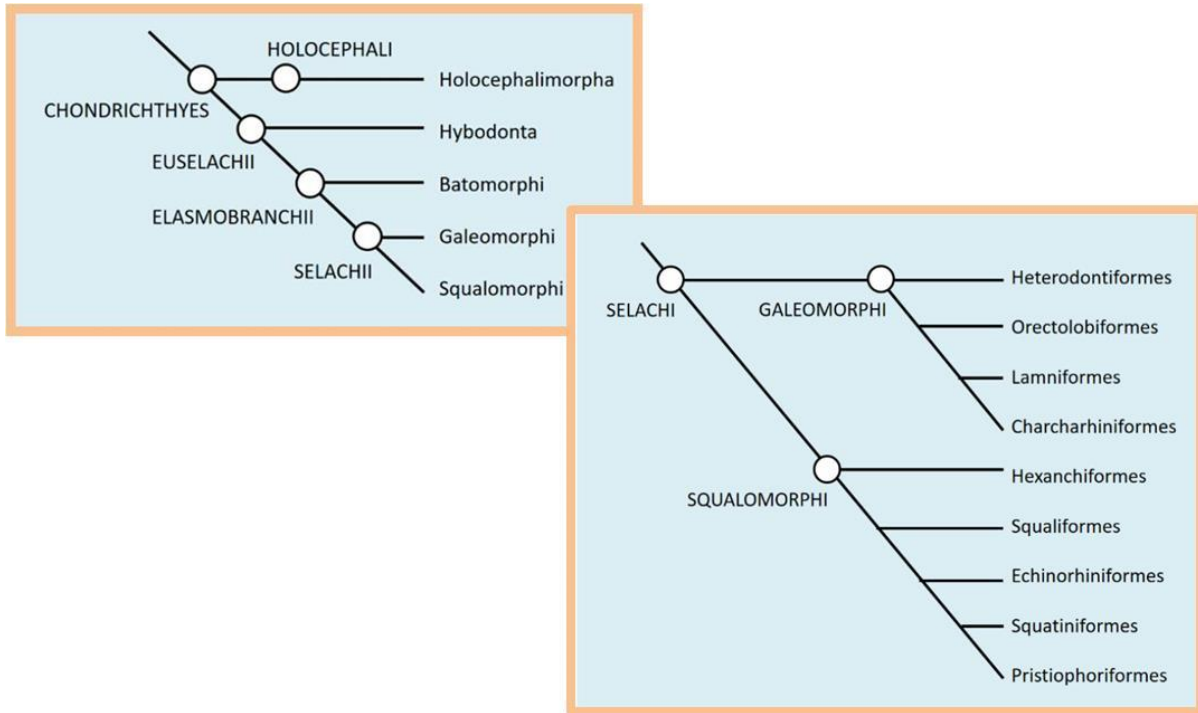 HOLOCEPHALI
Holocephalimorpha
CHONDRICHTHYES
Hybodonta
EUSELACHII
Batomorphi
ELASMOBRANCHII
Galeomorphi
SELACHII
Squalomorphi
Heterodontiformes
SELACHI
GALEOMORPHI
Orectolobiformes
Lamniformes
Charcharhiniformes
Hexanchiformes
SQUALOMORPHI
Squaliformes
Echinorhiniformes
Squatiniformes
Pristiophoriformes